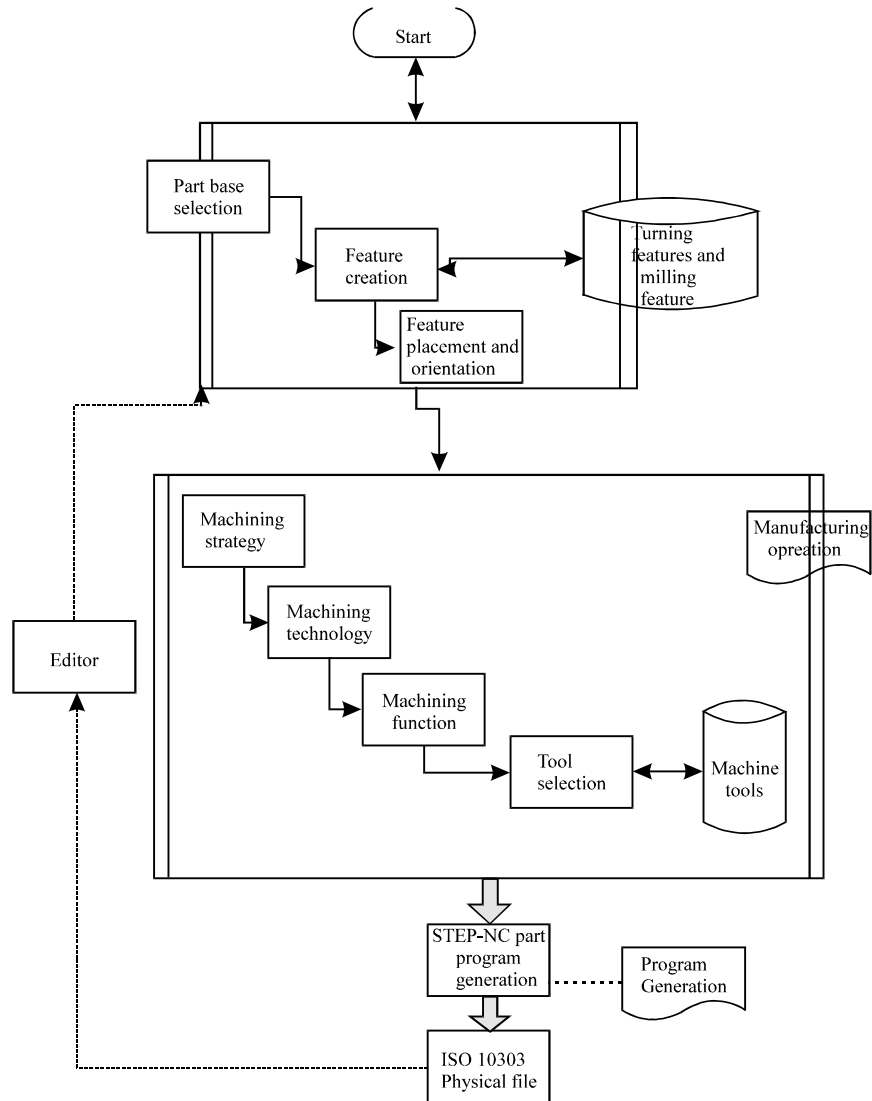 Start
Part base
selection
Feature
creation
Turning
features and
milling
feature
Feature
placement and
orientation
Machining
strategy
Manufacturing
opreation
Machining
technology
Editor
Machining
function
Tool
selection
Machine
tools
STEP-NC part
program
generation
Program
Generation
ISO 10303
Physical file